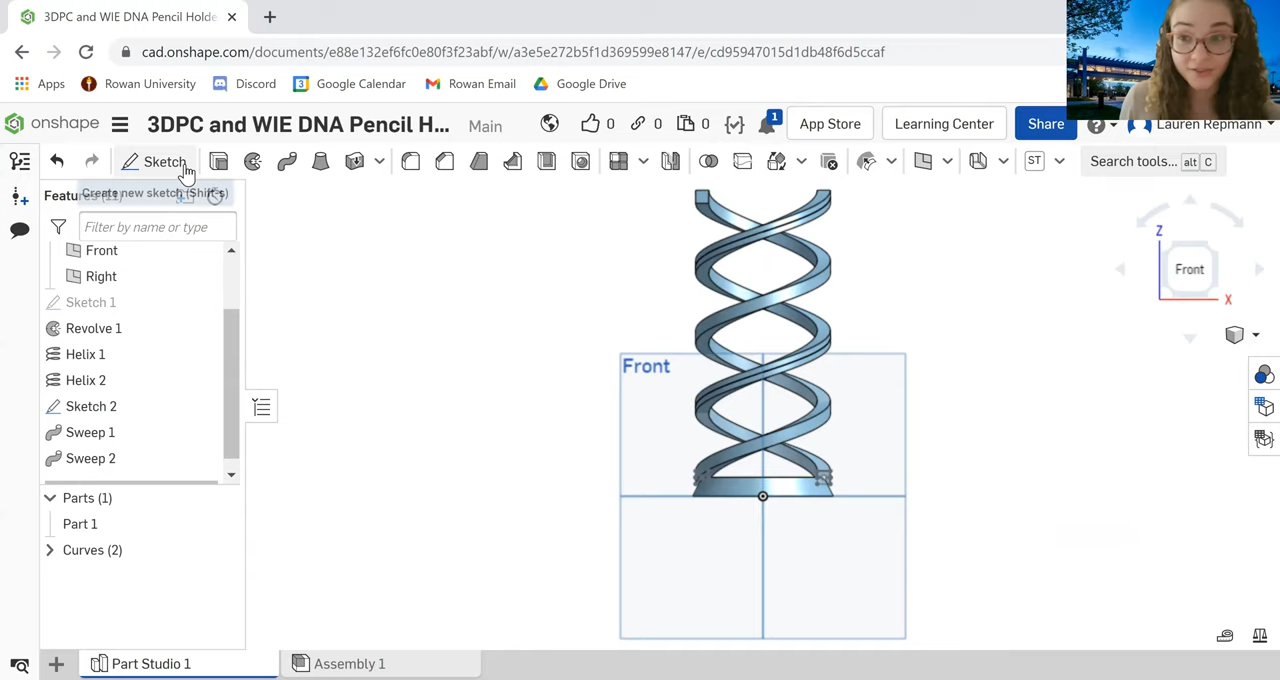 3DPC and WIE DNA Pencil Holde
cad.onshape.com/documents/e88e132ef6fc0e80f3f23abf/w/a3e5e272b5f1d369599e8147/e/cd95947015d1db48f6d5ccaf
Apps Rowan University Discord Google Calendar Rowan Email Google Drive
onshape 3DPC and WIE DNA Pencil H... Main 0 0 0 1 App Store Learning Center Share Lauren Repmann
Sketch ST Search tools... alt C
Create new sketch (Shift-s)
Features (11)
Filter by name or type
Front
Right
Sketch 1
Revolve 1
Helix 1
Helix 2
Sketch 2
Sweep 1
Sweep 2
Parts (1)
Part 1
Curves (2)
Front
Z
Front
X
Part Studio 1 Assembly 1